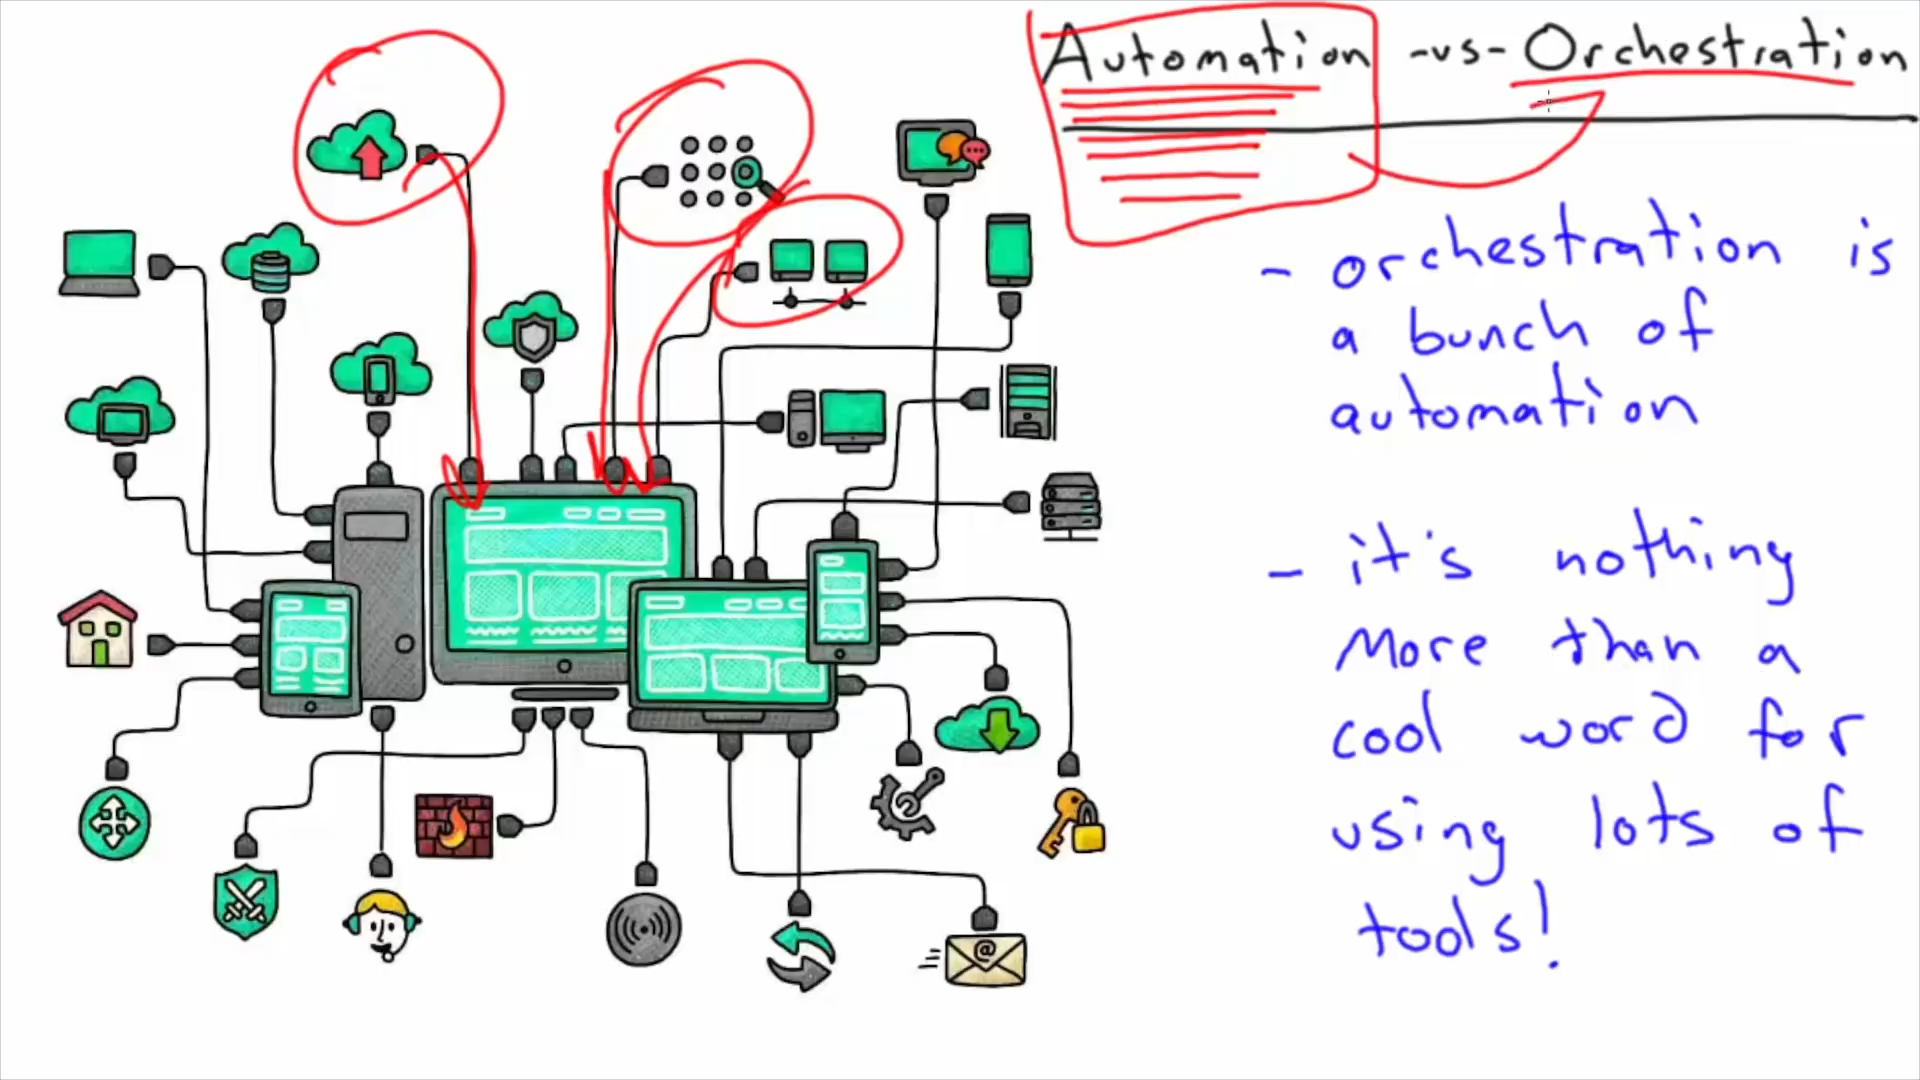 Automation -vs- Orchestration
- orchestration is
a bunch of
automation
- it's nothing
More than a
cool word for
using lots of
tools!
@